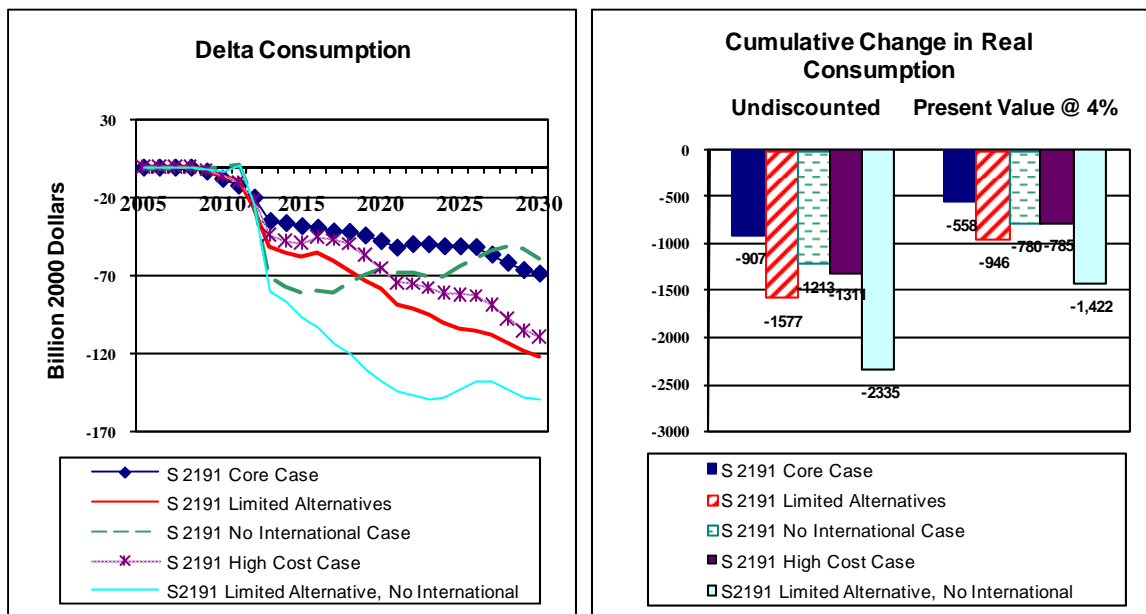 Delta Consumption
Billion 2000 Dollars
30
-20
-70
-120
-170
2005 2010 2015 2020 2025 2030
S 2191 Core Case
S 2191 Limited Alternatives
S 2191 No International Case
S 2191 High Cost Case
S2191 Limited Alternative, No International
Cumulative Change in Real
Consumption
Undiscounted Present Value @ 4%
0
-500
-1000
-1500
-2000
-2500
-3000
-907
-1577
-1213
-1311
-2335
-558
-946
-780
-785
-1,422
S 2191 Core Case
S 2191 Limited Alternatives
S 2191 No International Case
S 2191 High Cost Case
S2191 Limited Alternative, No International